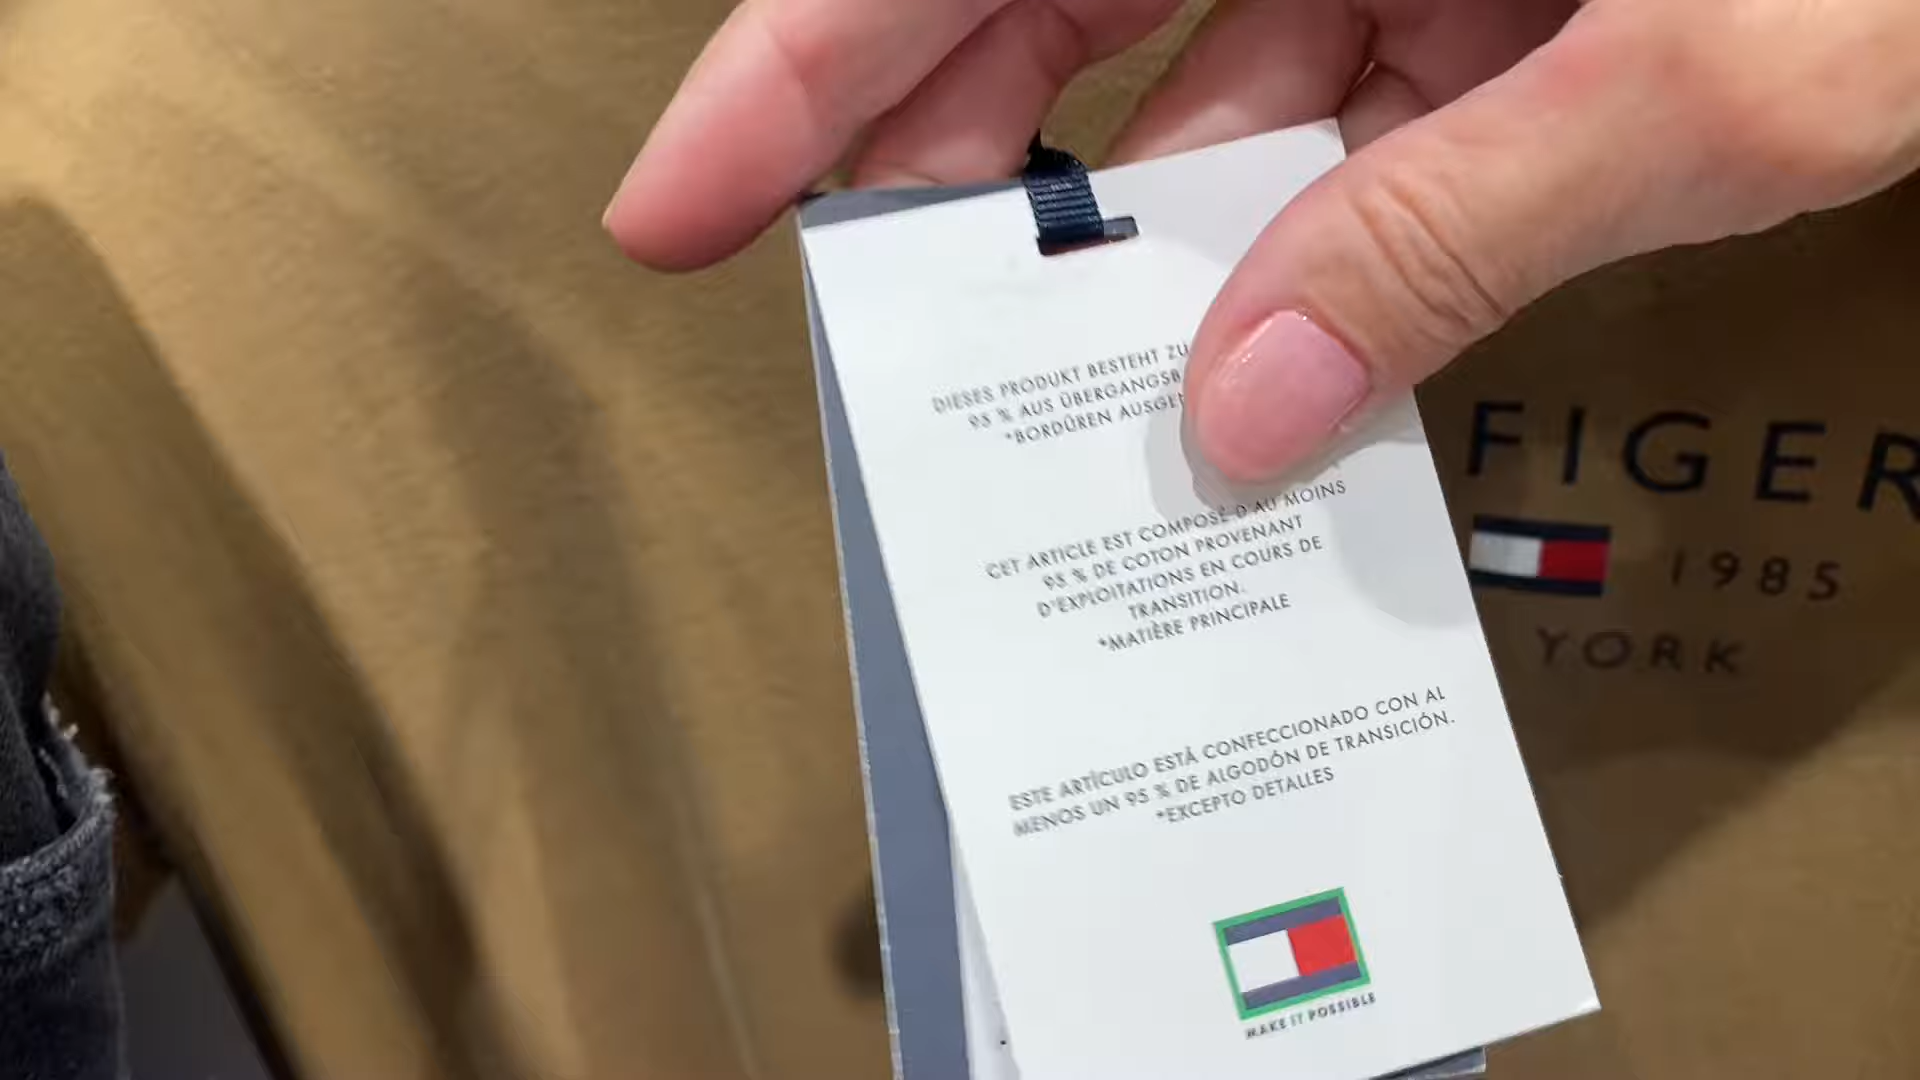 DIESES PRODUKT BESTEHT ZU
95 % AUS
*BORDÜREN
CET ARTICLE EST COMPOSÉ D'AU MOINS
95 % DE COTON PROVENANT
D'EXPLOITATIONS EN COURS DE
TRANSITION.
*MATIÈRE PRINCIPALE
ESTE ARTÍCULO ESTÁ CONFECCIONADO CON AL
MENOS UN 95 % DE ALGODÓN DE TRANSICIÓN.
*EXCEPTO DETALLES
MAKE IT POSSIBLE
FIGER
1985
YORK